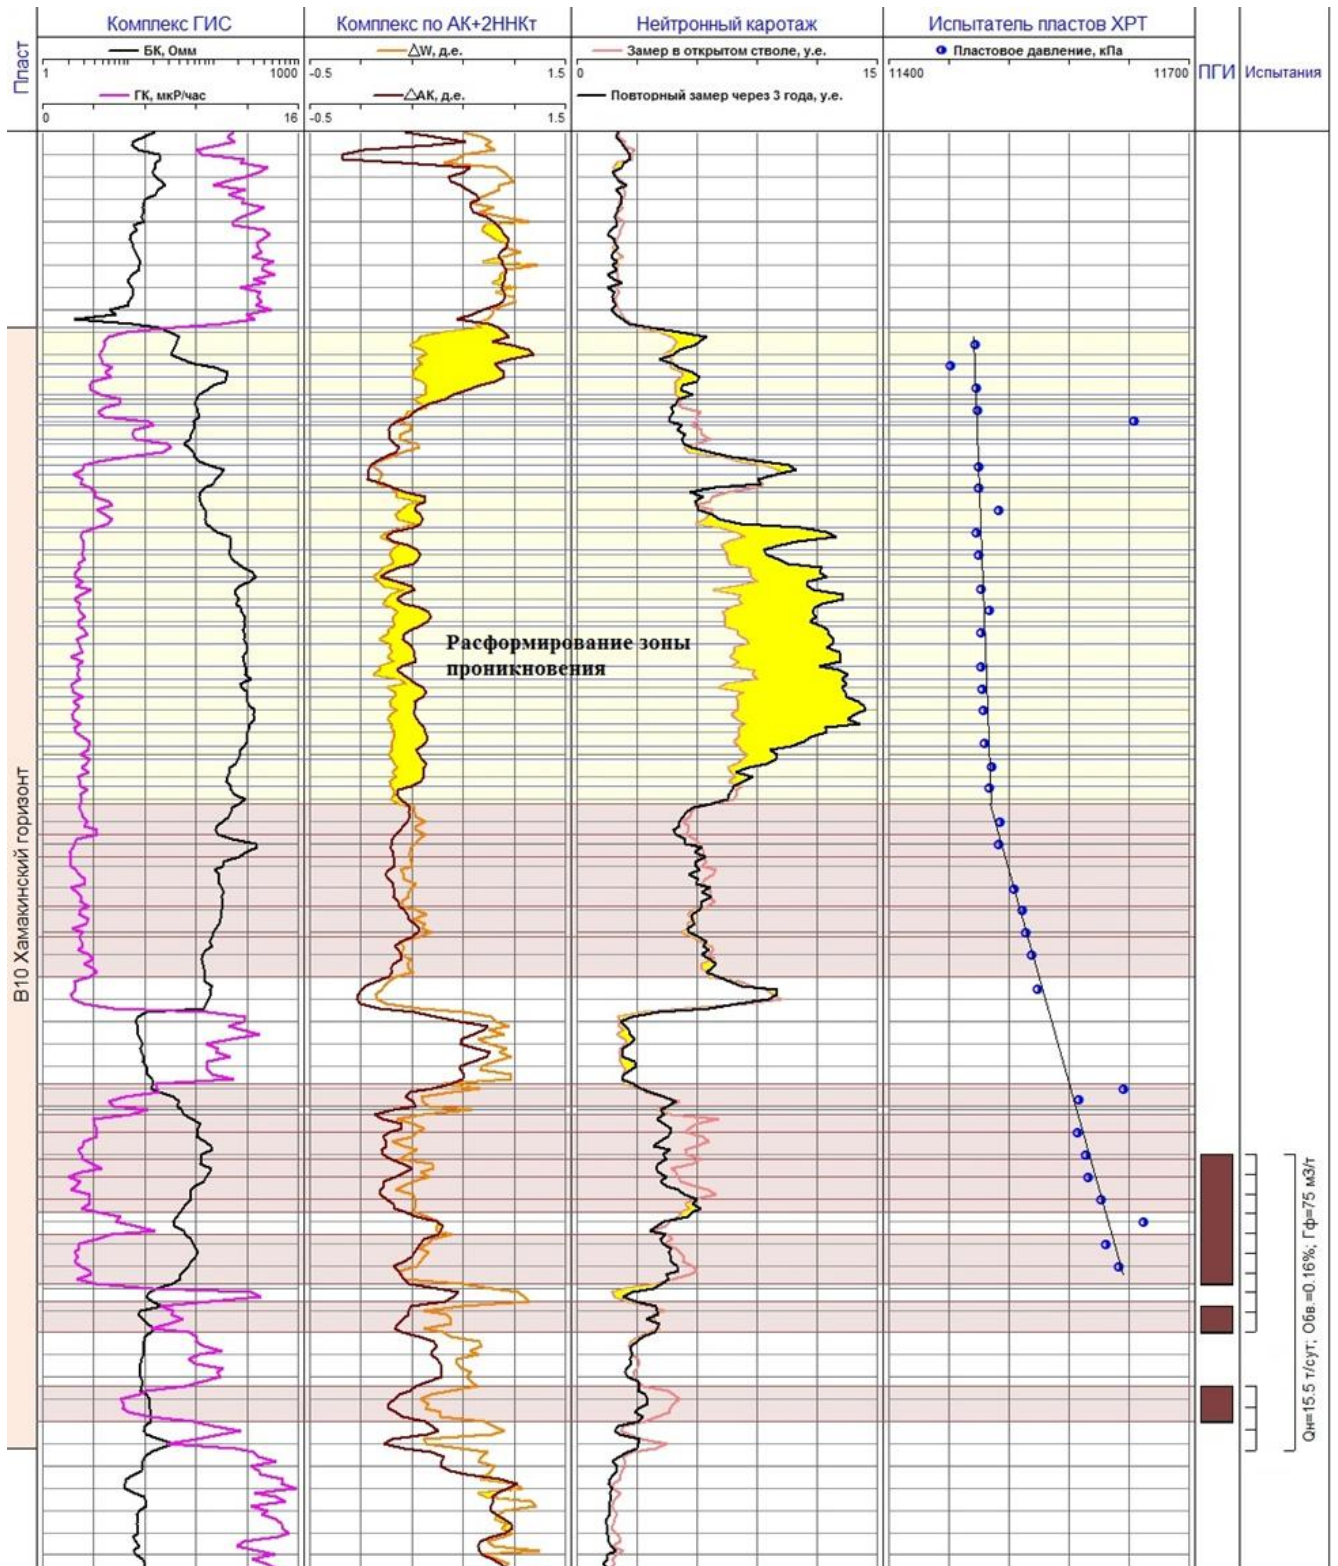 Пласт
Комплекс ГИС
БК, Омм
1 1000
ГК, мкР/час
0 16
Комплекс по АК+2ННКт
△W, д.е.
-0.5 1.5
△АК, д.е.
-0.5 1.5
Нейтронный каротаж
Замер в открытом стволе, у.е.
0 15
Повторный замер через 3 года, у.е.
Испытатель пластов ХРТ
Пластовое давление, кПа
11400 11700
ПГИ
Испытания
Расформирование зоны
проникновения
В10 Хамакинский горизонт
Qн=15.5 т/сут; Обв.=0.16%; Гф=75 м3/т